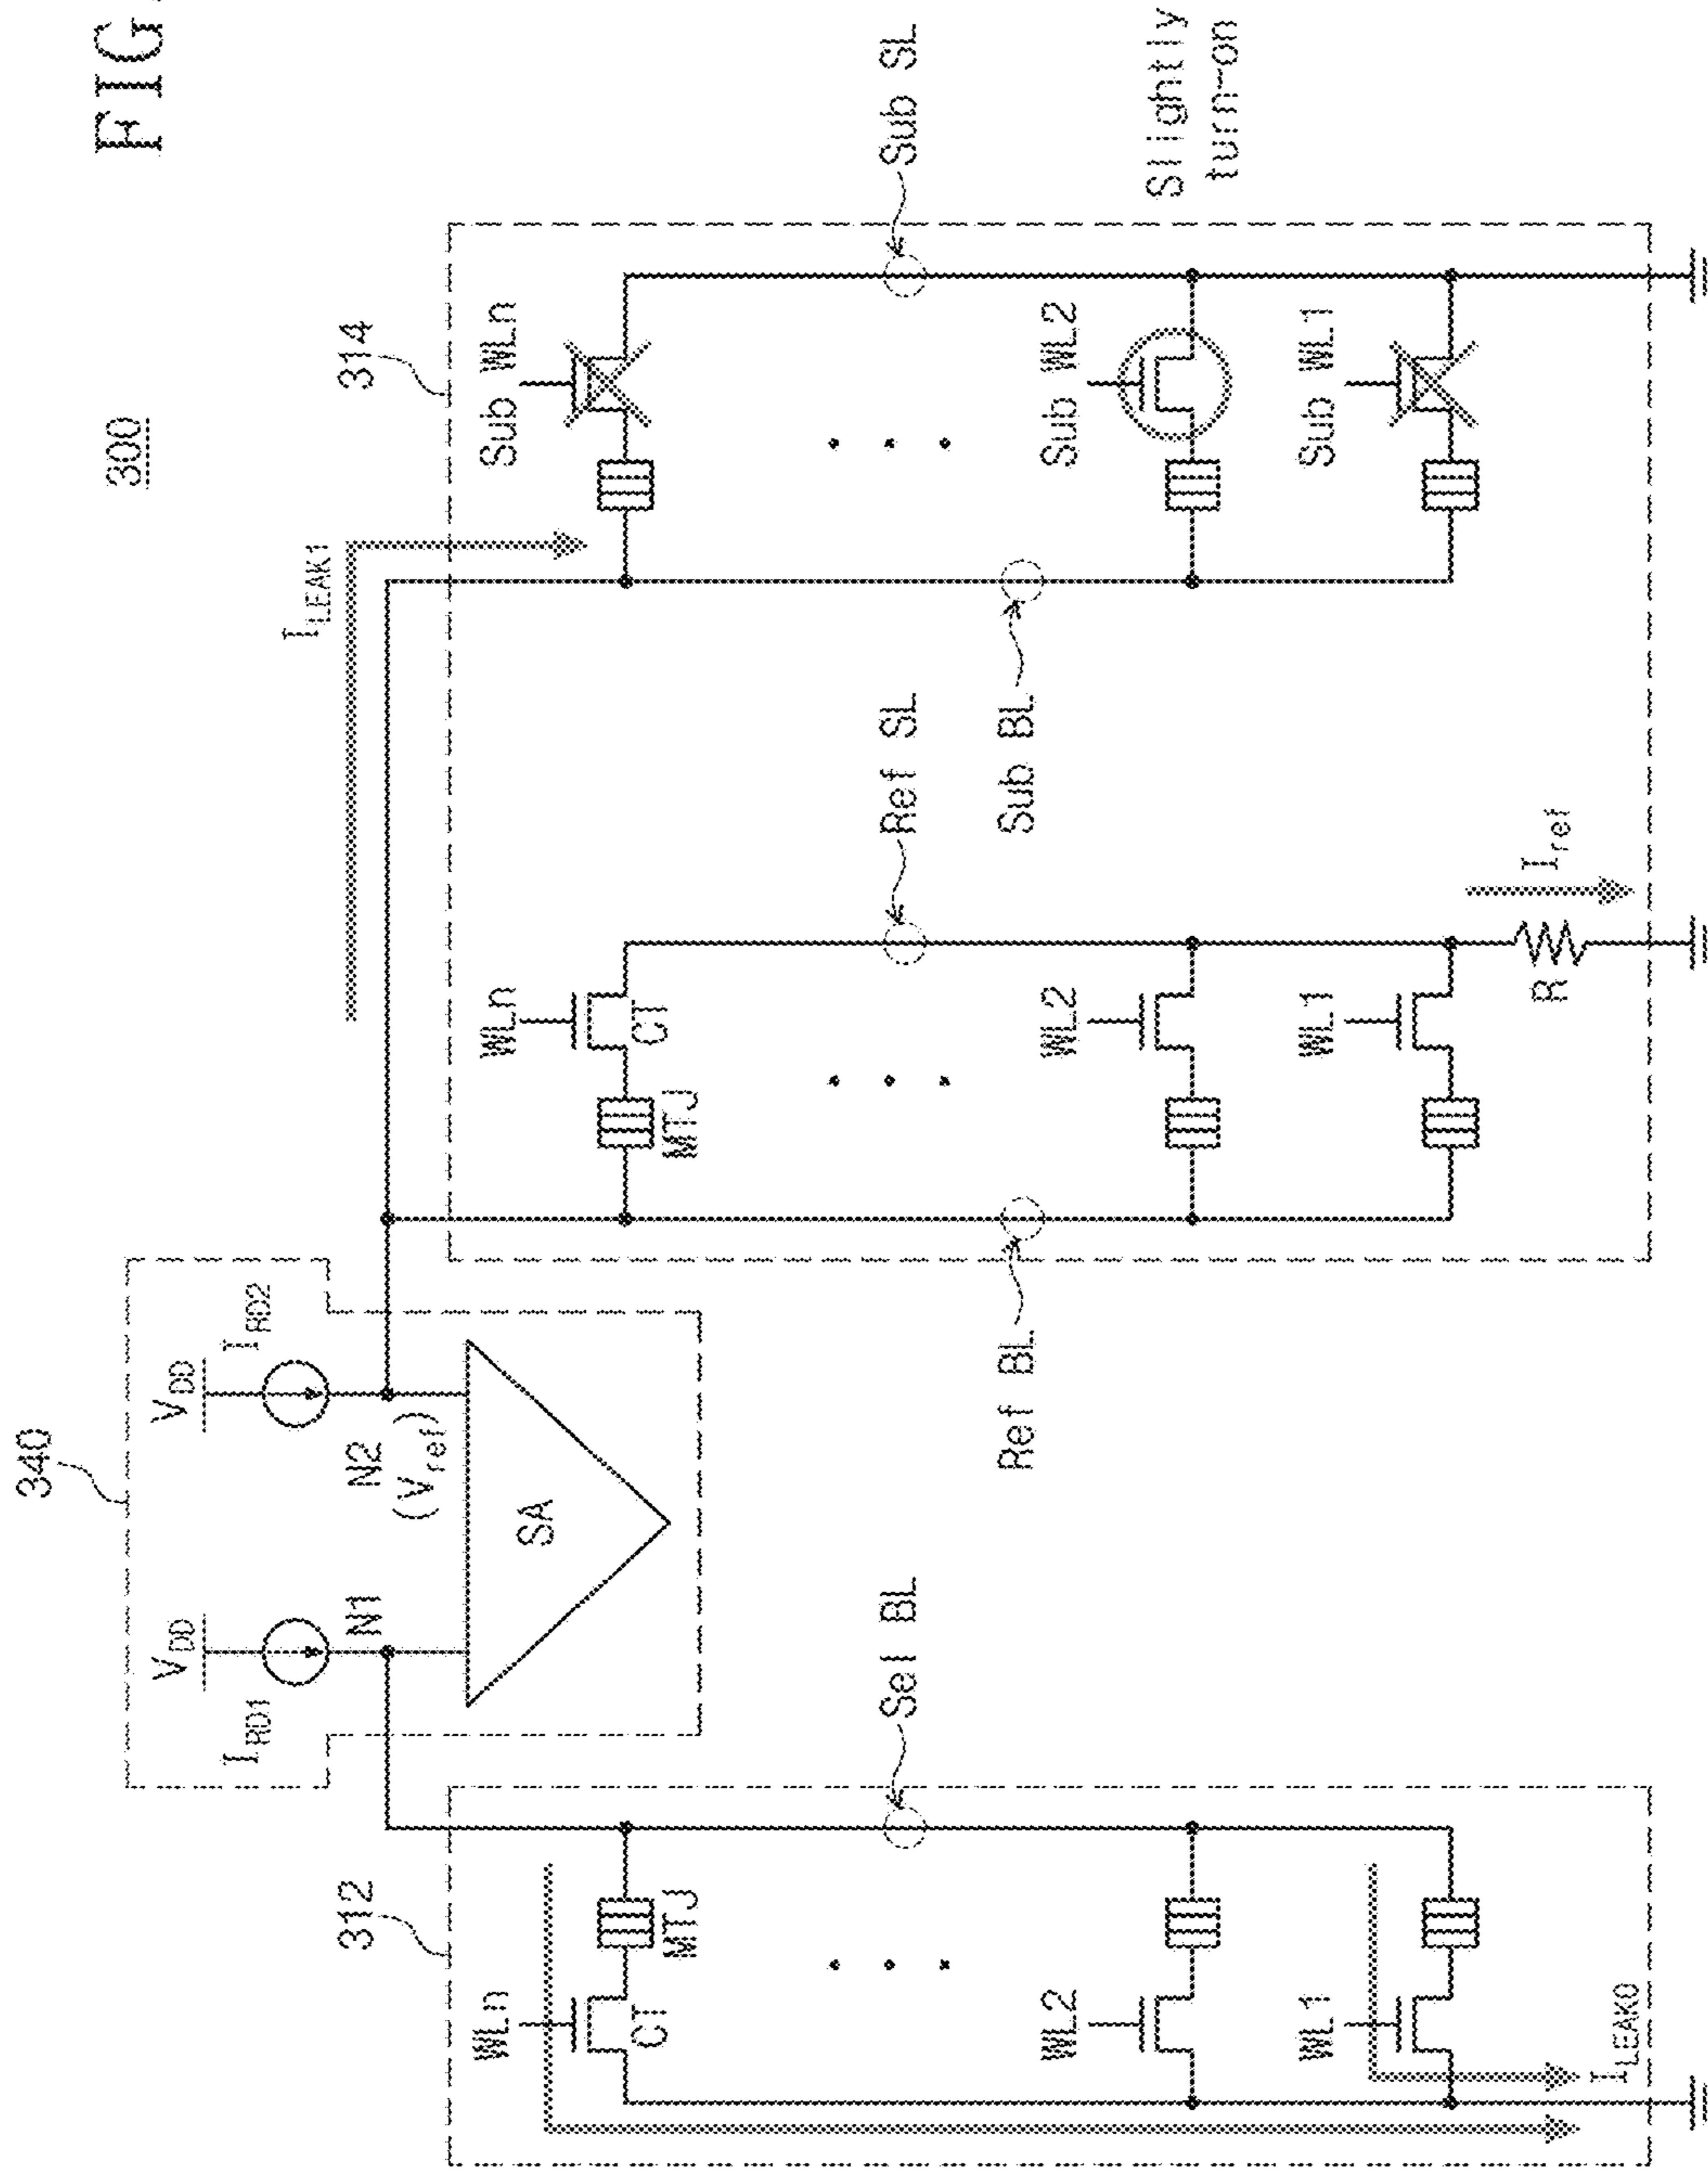 FIG.
300
340
V_DD
V_DD
I_RD1
I_RD2
N1
N2
(V_ref)
SA
I_LEAK1
312
314
WLn
CT
MTJ
Sel BL
WL2
WL1
I_LEAK0
WLn
MTJ
CT
Ref SL
Ref BL
WL2
WL1
R
I_ref
Sub WLn
Sub SL
Sub BL
Sub WL2
Slightly
turn-on
Sub WL1